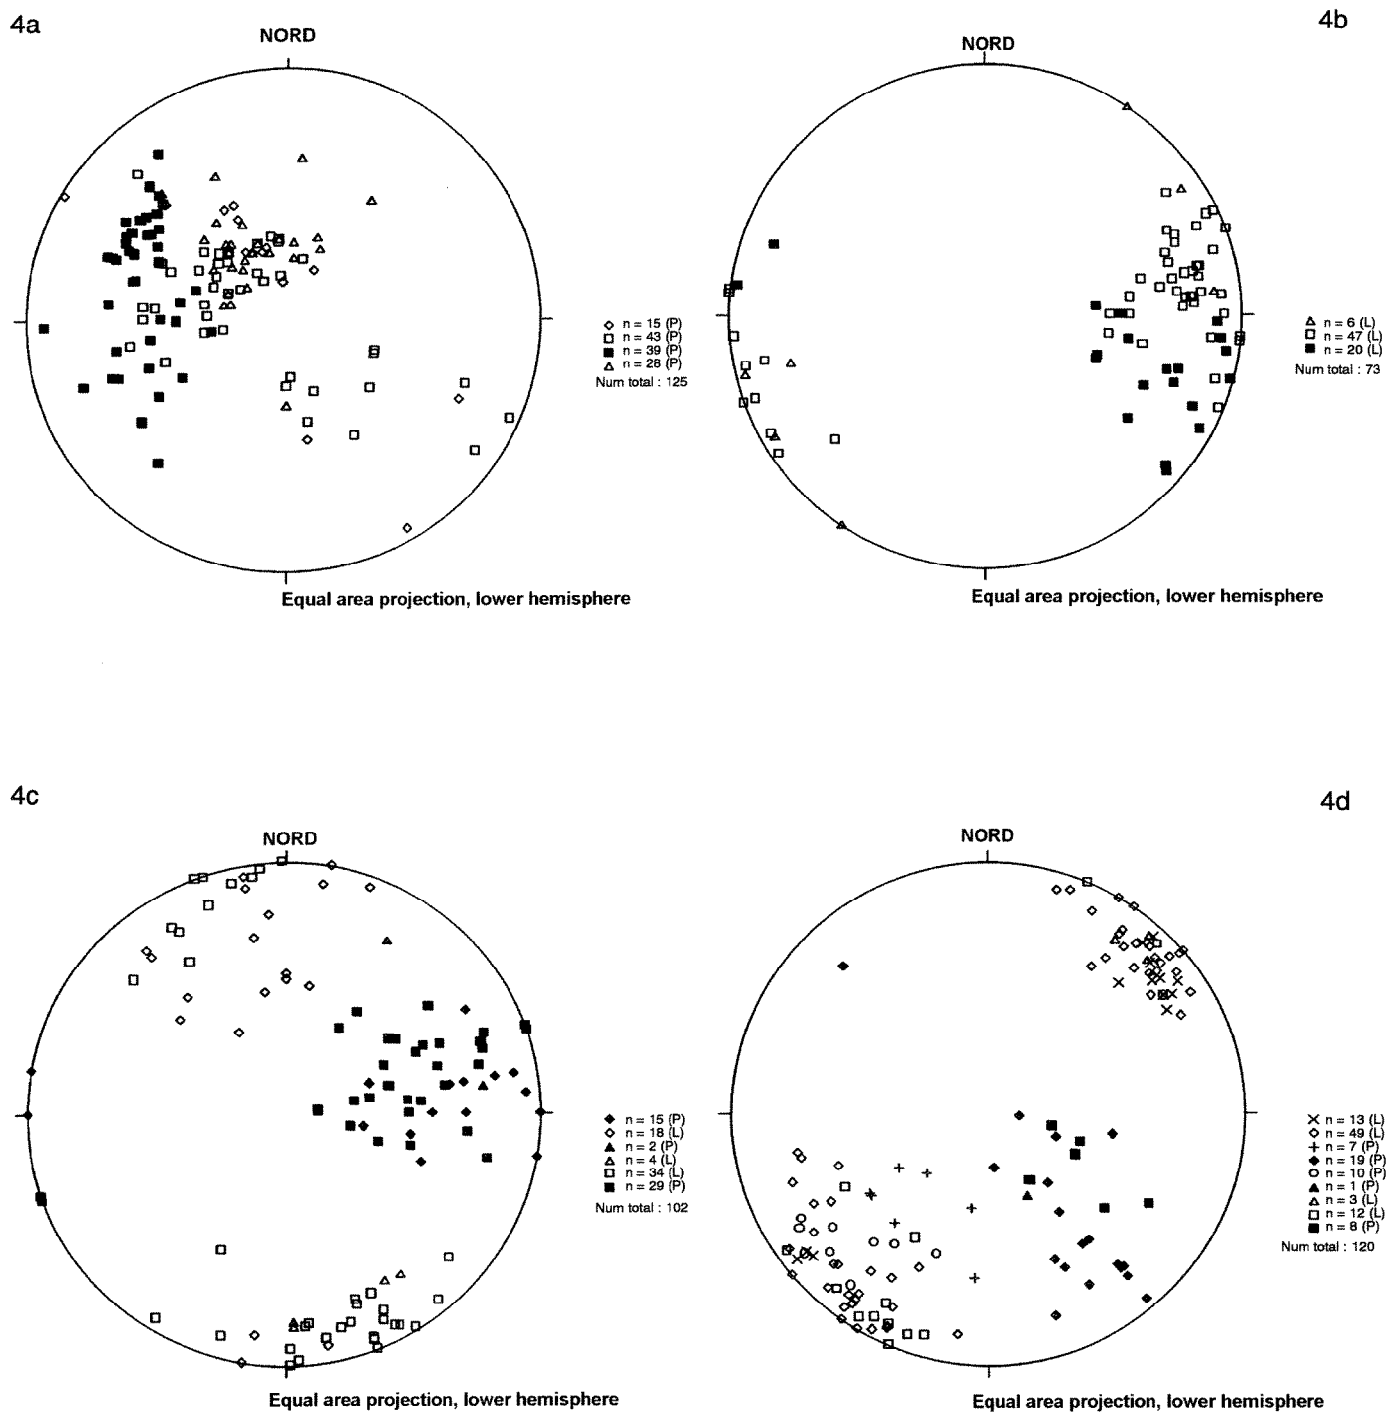 4a
4b
NORD
NORD
n = 15 (P)
n = 43 (P)
n = 39 (P)
n = 28 (P)
Num total : 125
n = 6 (L)
n = 47 (L)
n = 20 (L)
Num total : 73
Equal area projection, lower hemisphere
Equal area projection, lower hemisphere
4c
4d
NORD
NORD
n = 15 (P)
n = 18 (L)
n = 2 (P)
n = 4 (L)
n = 34 (L)
n = 29 (P)
Num total : 102
n = 13 (L)
n = 49 (L)
n = 7 (P)
n = 19 (P)
n = 10 (P)
n = 1 (P)
n = 3 (L)
n = 12 (L)
n = 8 (P)
Num total : 120
Equal area projection, lower hemisphere
Equal area projection, lower hemisphere